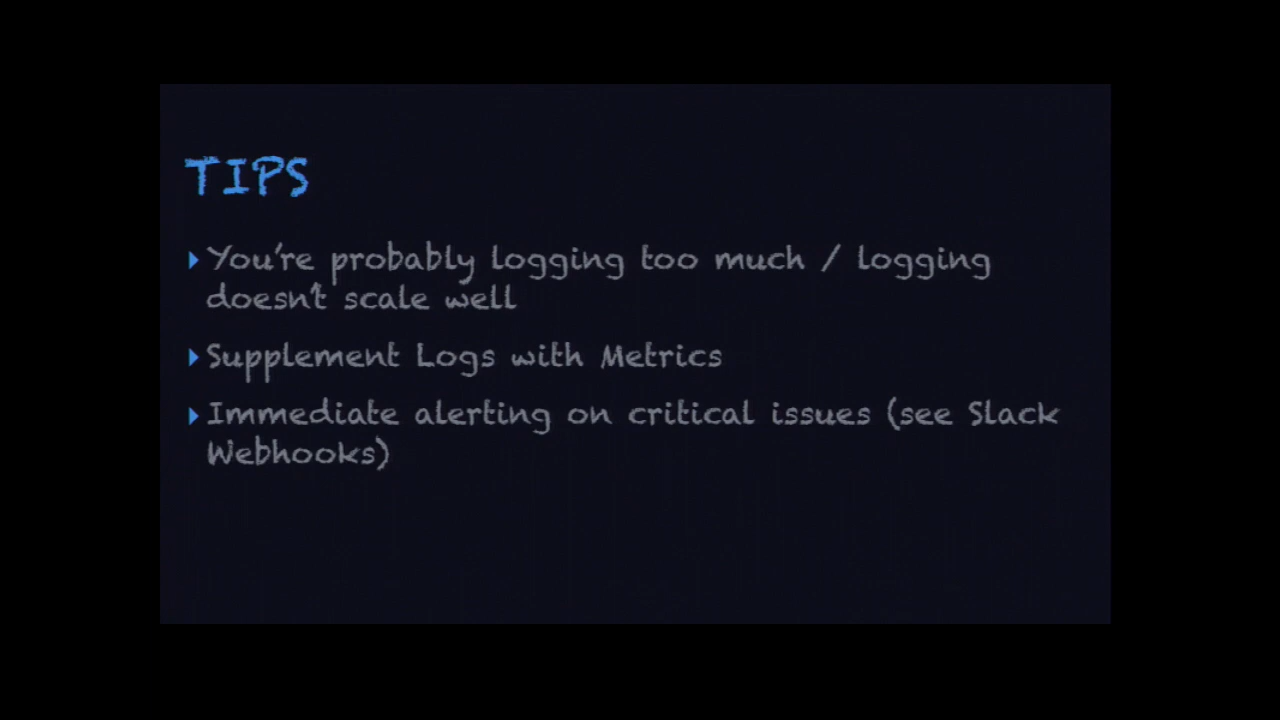 TIPS
You're probably logging too much / logging
doesn't scale well
Supplement Logs with Metrics
Immediate alerting on critical issues (see Slack
Webhooks)